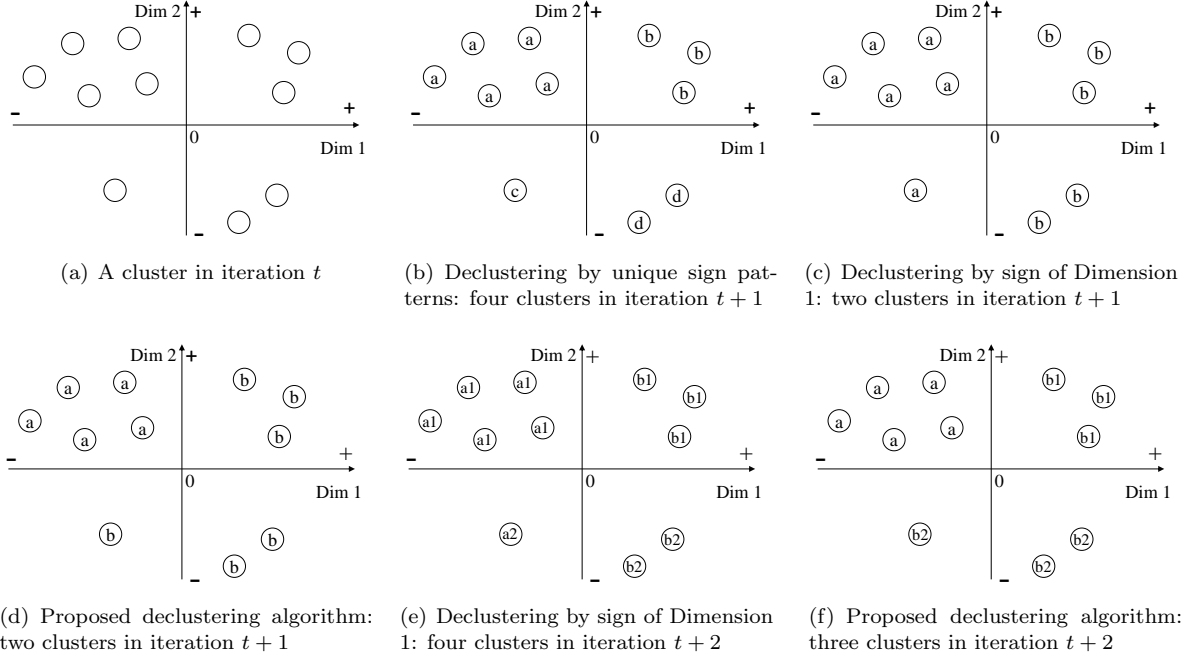 Dim 2 +
- +
0
Dim 1
-
(a) A cluster in iteration t
Dim 2 +
a a b b
a a a b
- +
0
Dim 1
c d
d
-
(b) Declustering by unique sign pat-
terns: four clusters in iteration t + 1
Dim 2 +
a a b b
a a a b
- +
0
Dim 1
a b
b
-
(c) Declustering by sign of Dimension
1: two clusters in iteration t + 1
Dim 2 +
a a b b
a a a b
- +
0
Dim 1
b b
b
-
(d) Proposed declustering algorithm:
two clusters in iteration t + 1
Dim 2 +
a1 a1 b1 b1
a1 a1 a1 b1
- +
0
Dim 1
a2 b2
b2
-
(e) Declustering by sign of Dimension
1: four clusters in iteration t + 2
Dim 2 +
a a b1 b1
a a a b1
- +
0
Dim 1
b2 b2
b2
-
(f) Proposed declustering algorithm:
three clusters in iteration t + 2